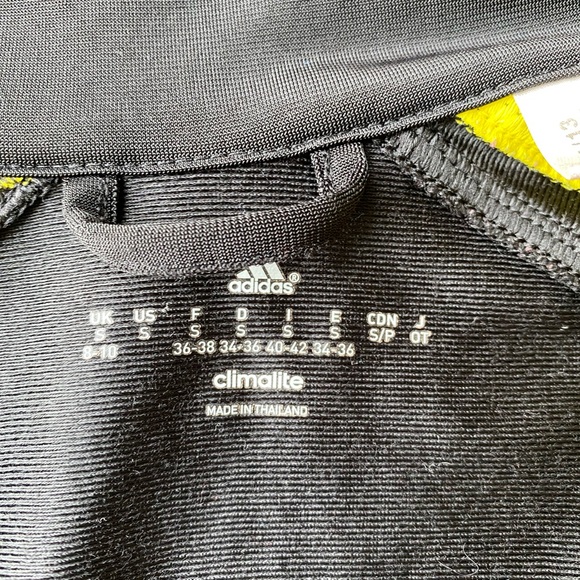 adidas®
UK US F D I E CDN J
S S S S S S S/P OT
8-10 36-38 34-36 40-42 34-36
climalite
MADE IN THAILAND